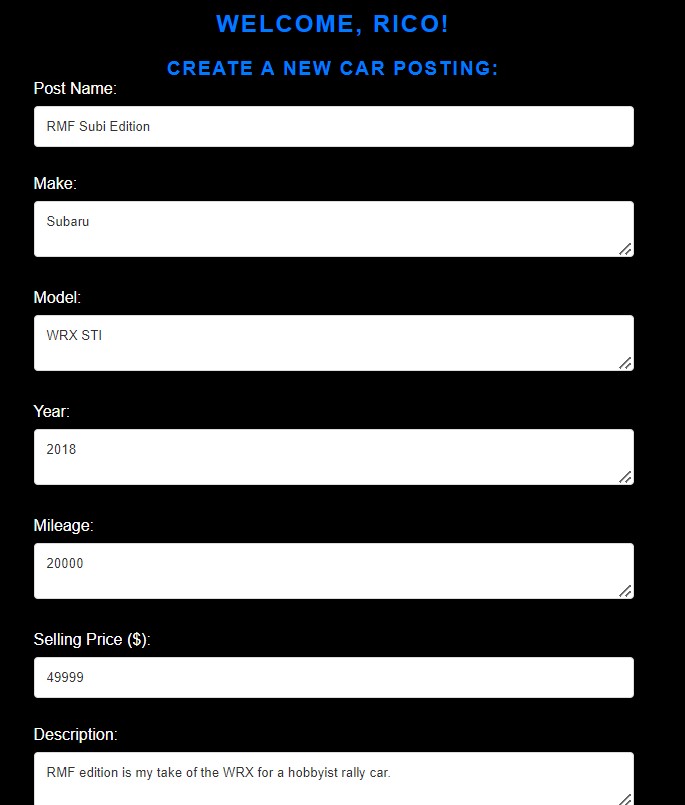 WELCOME, RICO!
CREATE A NEW CAR POSTING:
Post Name:
RMF Subi Edition
Make:
Subaru
Model:
WRX STI
Year:
2018
Mileage:
20000
Selling Price ($):
49999
Description:
RMF edition is my take of the WRX for a hobbyist rally car.